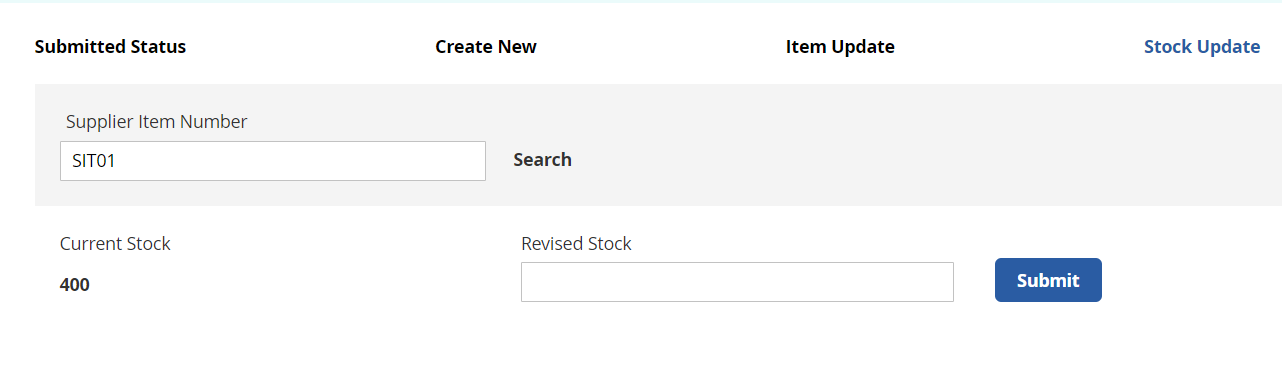 Submitted Status Create New Item Update Stock Update
Supplier Item Number
SIT01 Search
Current Stock Revised Stock
400 Submit